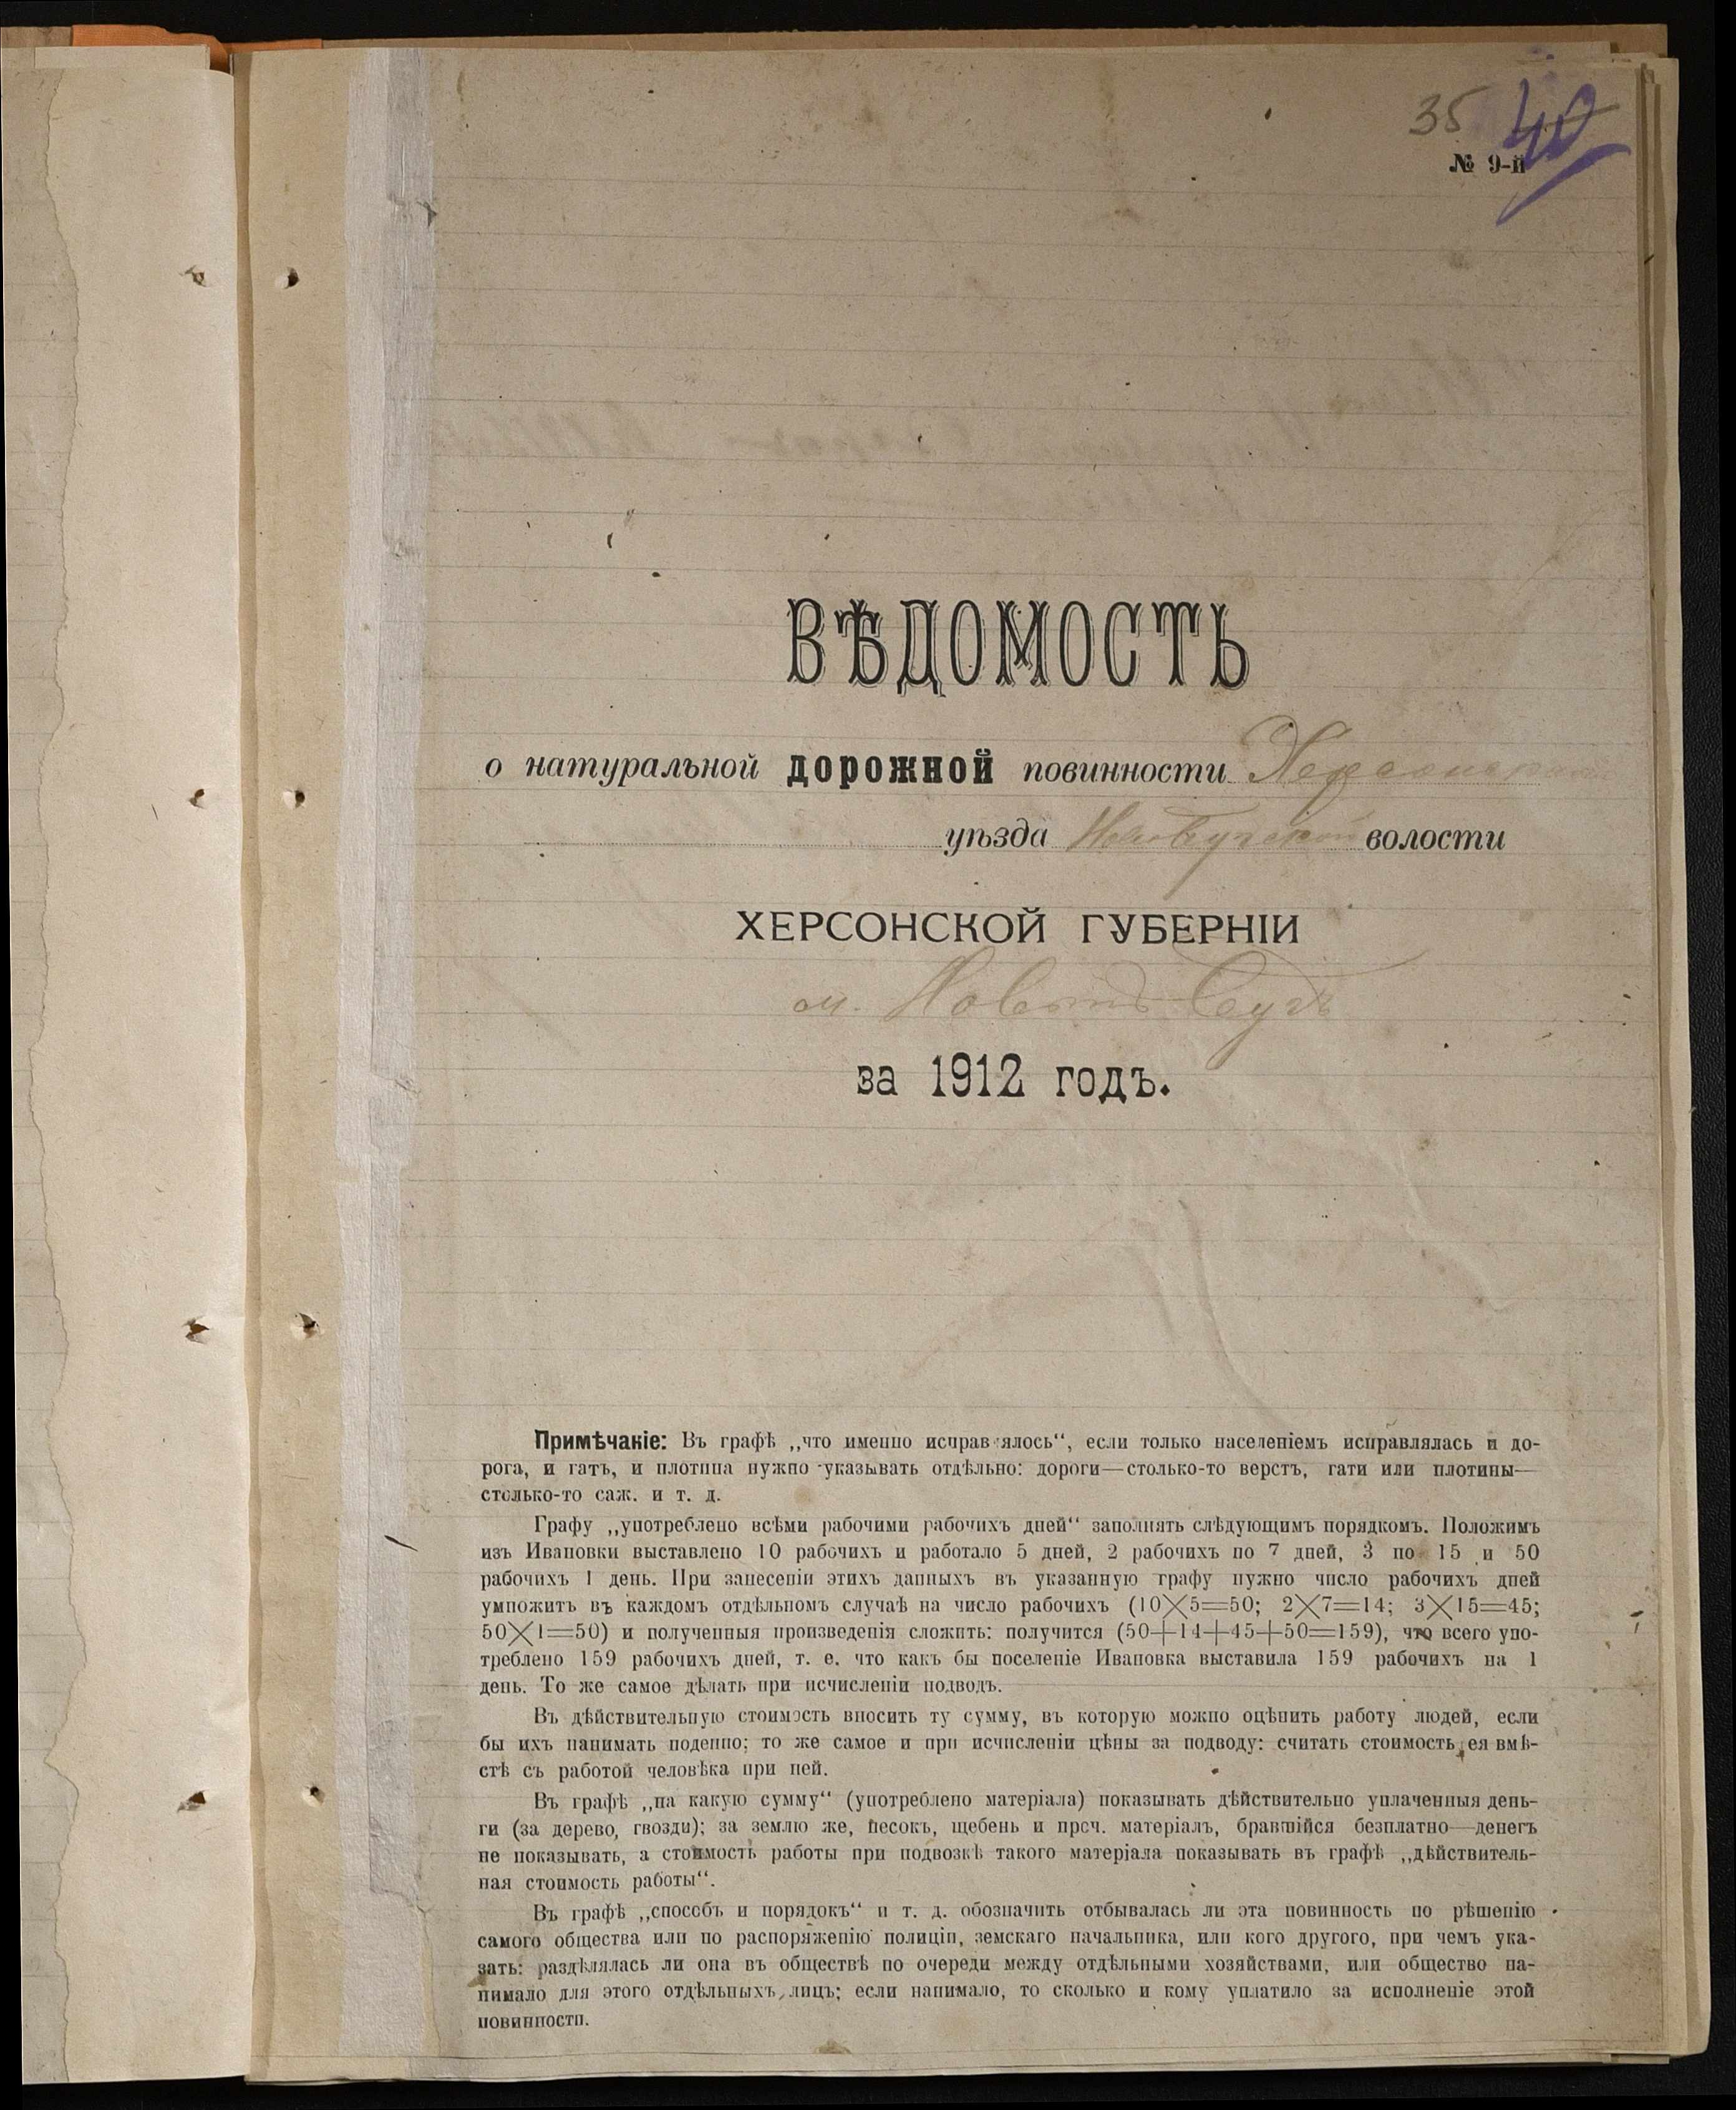 35 40
№ 9-й
ВѢДОМОСТЬ
о натуральной дорожной повинности Херсонскаго
уѣзда Новобугской волости
ХЕРСОНСКОЙ ГУБЕРНІИ
м. Новый Бугъ
за 1912 годъ.
Примѣчаніе: Въ графѣ „что именно исправлялось“, если только населеніемъ исправлялась и до-
рога, и гать, и плотина нужно указывать отдѣльно: дороги—столько-то верстъ, гати или плотины—
столько-то саж. и т. д.
Графу „употреблено всѣми рабочими рабочихъ дней“ заполнять слѣдующимъ порядкомъ. Положимъ
изъ Ивановки выставлено 10 рабочихъ и работало 5 дней, 2 рабочихъ по 7 дней, 3 по 15 и 50
рабочихъ 1 день. При занесеніи этихъ данныхъ въ указанную графу нужно число рабочихъ дней
умножить въ каждомъ отдѣльномъ случаѣ на число рабочихъ (10×5=50; 2×7=14; 3×15=45;
50×1=50) и полученныя произведенія сложить: получится (50+14+45+50=159), что всего упо-
треблено 159 рабочихъ дней, т. е. что какъ бы поселеніе Ивановка выставила 159 рабочихъ на 1
день. То же самое дѣлать при исчисленіи подводъ.
Въ дѣйствительную стоимость вносить ту сумму, въ которую можно оцѣнить работу людей, если
бы ихъ нанимать поденно; то же самое и при исчисленіи цѣны за подводу: считать стоимость ея вмѣ-
стѣ съ работой человѣка при ней.
Въ графѣ „на какую сумму“ (употреблено матеріала) показывать дѣйствительно уплаченныя день-
ги (за дерево, гвозди); за землю же, песокъ, щебень и проч. матеріалъ, бравшійся безплатно—денегъ
не показывать, а стоимость работы при подвозкѣ такого матеріала показывать въ графѣ „дѣйствитель-
ная стоимость работы“.
Въ графѣ „способъ и порядокъ“ и т. д. обозначить отбывалась ли эта повинность по рѣшенію
самого общества или по распоряженію полиціи, земскаго начальника, или кого другого, при чемъ ука-
зать: раздѣлялась ли она въ обществѣ по очереди между отдѣльными хозяйствами, или общество на-
нимало для этого отдѣльныхъ лицъ; если нанимало, то сколько и кому уплатило за исполненіе этой
повинности.